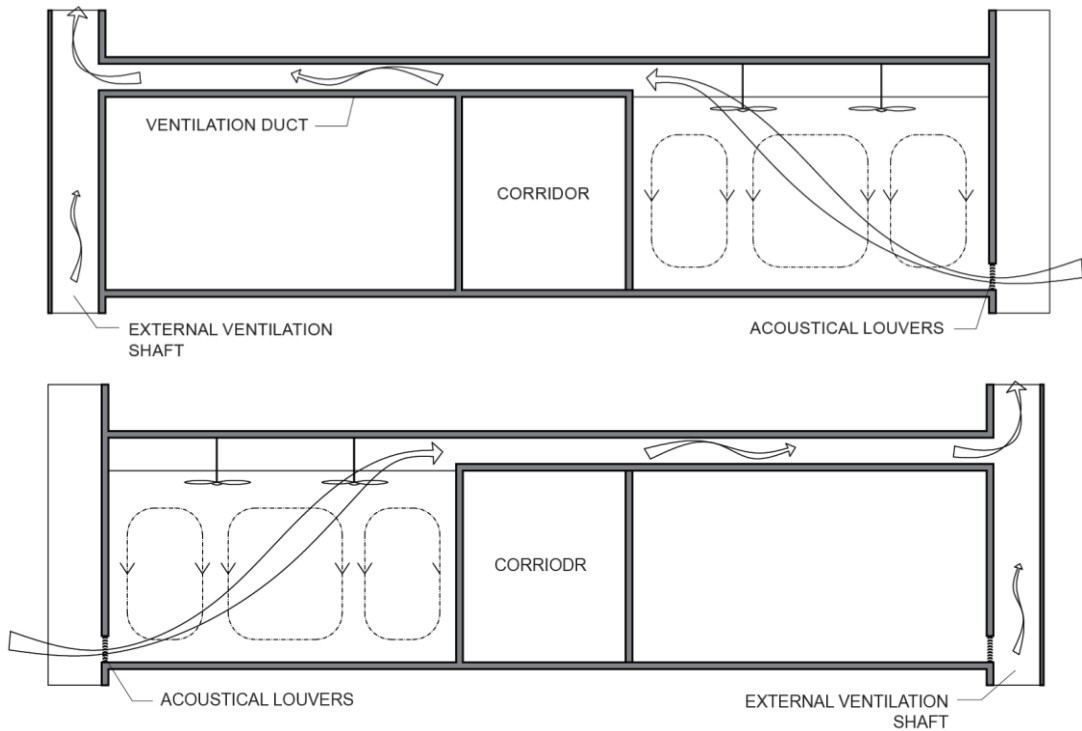 VENTILATION DUCT
CORRIDOR
EXTERNAL VENTILATION
SHAFT
ACOUSTICAL LOUVERS
CORRIODR
ACOUSTICAL LOUVERS
EXTERNAL VENTILATION
SHAFT